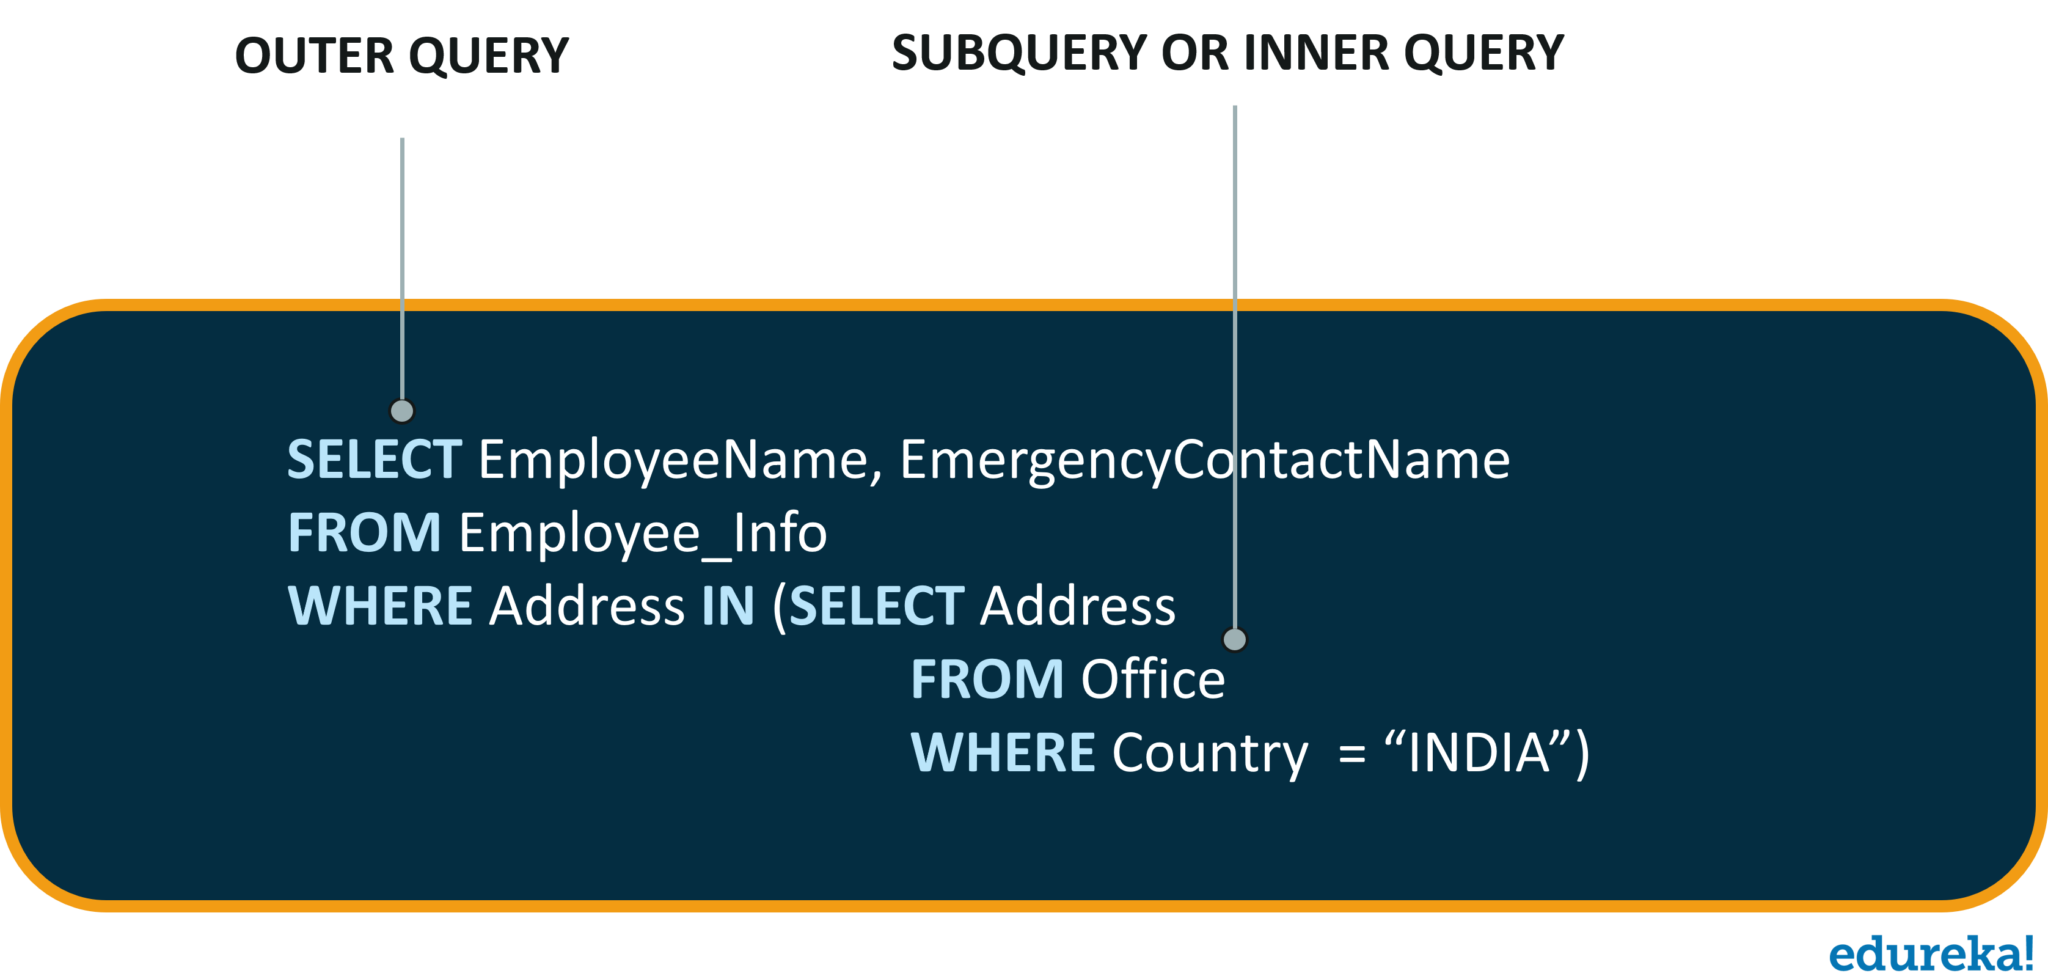 OUTER QUERY
SUBQUERY OR INNER QUERY
SELECT EmployeeName, EmergencyContactName
FROM Employee_Info
WHERE Address IN (SELECT Address
FROM Office
WHERE Country  = “INDIA”)
edureka!